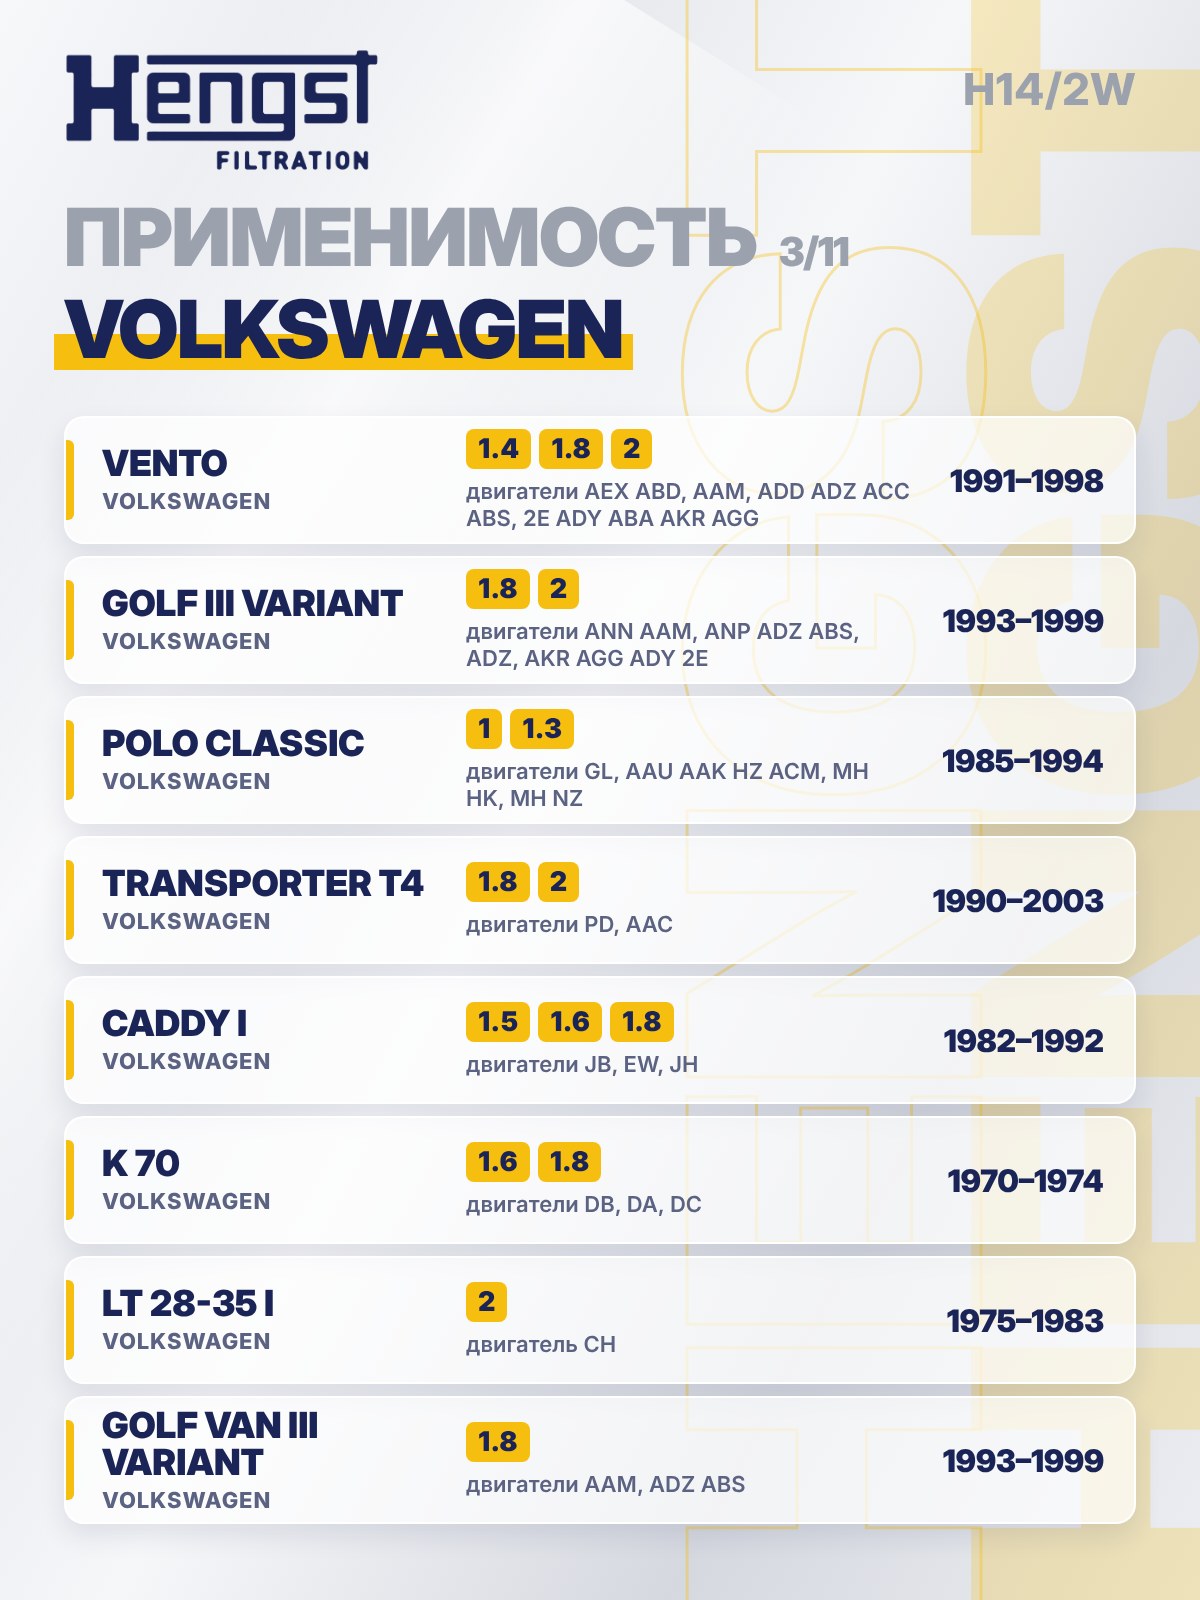 Hengst
FILTRATION
H14/2W
ПРИМЕНИМОСТЬ 3/11
VOLKSWAGEN
VENTO
VOLKSWAGEN
1.4 1.8 2
двигатели AEX ABD, AAM, ADD ADZ ACC
ABS, 2E ADY ABA AKR AGG
1991–1998
GOLF III VARIANT
VOLKSWAGEN
1.8 2
двигатели ANN AAM, ANP ADZ ABS,
ADZ, AKR AGG ADY 2E
1993–1999
POLO CLASSIC
VOLKSWAGEN
1 1.3
двигатели GL, AAU AAK HZ ACM, MH
HK, MH NZ
1985–1994
TRANSPORTER T4
VOLKSWAGEN
1.8 2
двигатели PD, AAC
1990–2003
CADDY I
VOLKSWAGEN
1.5 1.6 1.8
двигатели JB, EW, JH
1982–1992
K 70
VOLKSWAGEN
1.6 1.8
двигатели DB, DA, DC
1970–1974
LT 28-35 I
VOLKSWAGEN
2
двигатель CH
1975–1983
GOLF VAN III
VARIANT
VOLKSWAGEN
1.8
двигатели AAM, ADZ ABS
1993–1999
HENGST
HENGST